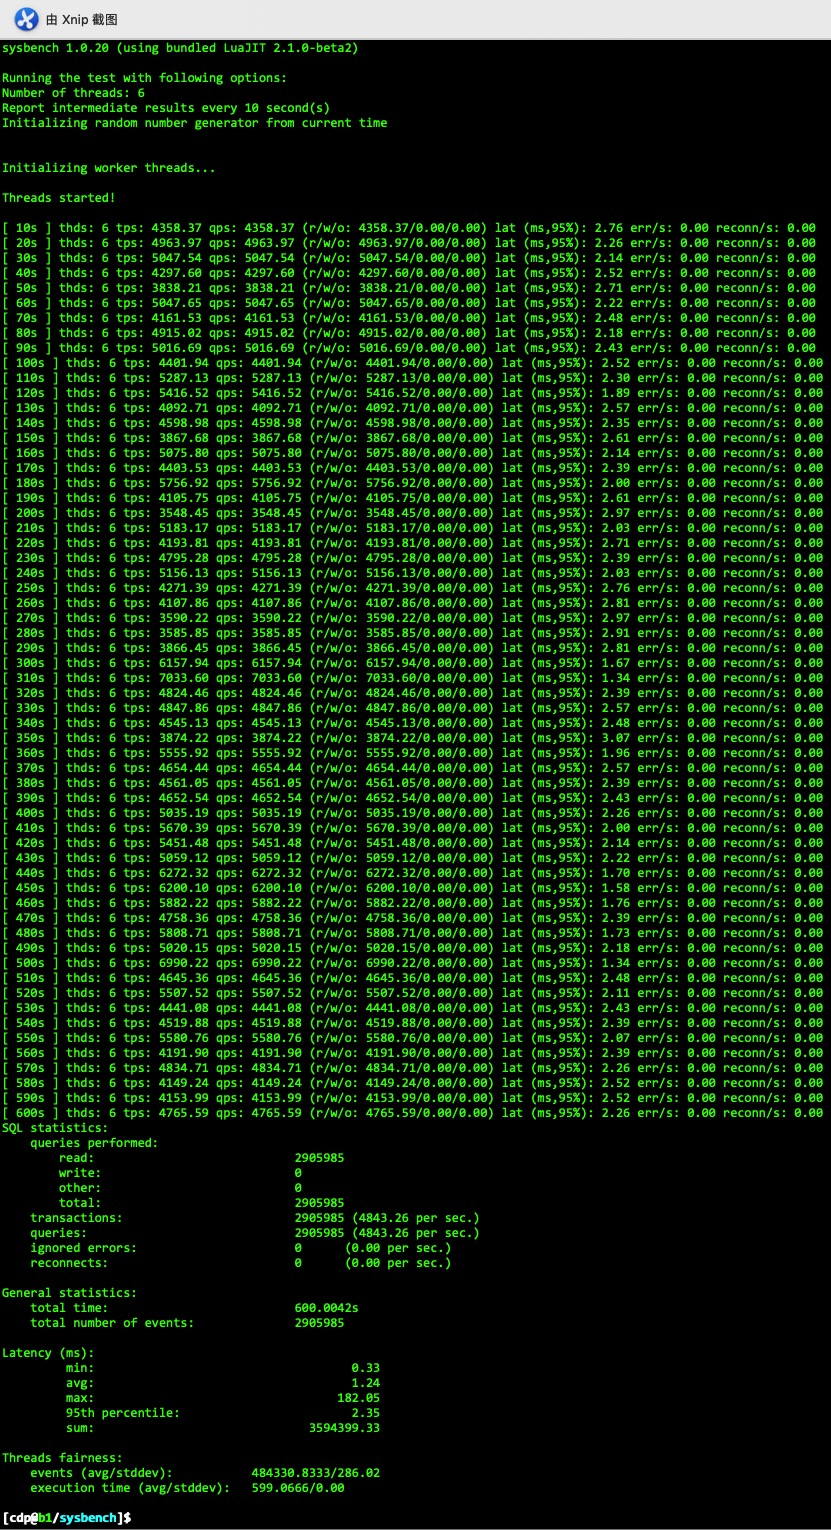 由 Xnip 截图
sysbench 1.0.20 (using bundled LuaJIT 2.1.0-beta2)
Running the test with following options:
Number of threads: 6
Report intermediate results every 10 second(s)
Initializing random number generator from current time
Initializing worker threads...
Threads started!
[ 10s ] thds: 6 tps: 4358.37 qps: 4358.37 (r/w/o: 4358.37/0.00/0.00) lat (ms,95%): 2.76 err/s: 0.00 reconn/s: 0.00
[ 20s ] thds: 6 tps: 4963.97 qps: 4963.97 (r/w/o: 4963.97/0.00/0.00) lat (ms,95%): 2.26 err/s: 0.00 reconn/s: 0.00
[ 30s ] thds: 6 tps: 5047.54 qps: 5047.54 (r/w/o: 5047.54/0.00/0.00) lat (ms,95%): 2.14 err/s: 0.00 reconn/s: 0.00
[ 40s ] thds: 6 tps: 4297.60 qps: 4297.60 (r/w/o: 4297.60/0.00/0.00) lat (ms,95%): 2.52 err/s: 0.00 reconn/s: 0.00
[ 50s ] thds: 6 tps: 3838.21 qps: 3838.21 (r/w/o: 3838.21/0.00/0.00) lat (ms,95%): 2.71 err/s: 0.00 reconn/s: 0.00
[ 60s ] thds: 6 tps: 5047.65 qps: 5047.65 (r/w/o: 5047.65/0.00/0.00) lat (ms,95%): 2.22 err/s: 0.00 reconn/s: 0.00
[ 70s ] thds: 6 tps: 4161.53 qps: 4161.53 (r/w/o: 4161.53/0.00/0.00) lat (ms,95%): 2.48 err/s: 0.00 reconn/s: 0.00
[ 80s ] thds: 6 tps: 4915.02 qps: 4915.02 (r/w/o: 4915.02/0.00/0.00) lat (ms,95%): 2.18 err/s: 0.00 reconn/s: 0.00
[ 90s ] thds: 6 tps: 5016.69 qps: 5016.69 (r/w/o: 5016.69/0.00/0.00) lat (ms,95%): 2.43 err/s: 0.00 reconn/s: 0.00
[ 100s ] thds: 6 tps: 4401.94 qps: 4401.94 (r/w/o: 4401.94/0.00/0.00) lat (ms,95%): 2.52 err/s: 0.00 reconn/s: 0.00
[ 110s ] thds: 6 tps: 5287.13 qps: 5287.13 (r/w/o: 5287.13/0.00/0.00) lat (ms,95%): 2.30 err/s: 0.00 reconn/s: 0.00
[ 120s ] thds: 6 tps: 5416.52 qps: 5416.52 (r/w/o: 5416.52/0.00/0.00) lat (ms,95%): 1.89 err/s: 0.00 reconn/s: 0.00
[ 130s ] thds: 6 tps: 4092.71 qps: 4092.71 (r/w/o: 4092.71/0.00/0.00) lat (ms,95%): 2.57 err/s: 0.00 reconn/s: 0.00
[ 140s ] thds: 6 tps: 4598.98 qps: 4598.98 (r/w/o: 4598.98/0.00/0.00) lat (ms,95%): 2.35 err/s: 0.00 reconn/s: 0.00
[ 150s ] thds: 6 tps: 3867.68 qps: 3867.68 (r/w/o: 3867.68/0.00/0.00) lat (ms,95%): 2.61 err/s: 0.00 reconn/s: 0.00
[ 160s ] thds: 6 tps: 5075.80 qps: 5075.80 (r/w/o: 5075.80/0.00/0.00) lat (ms,95%): 2.14 err/s: 0.00 reconn/s: 0.00
[ 170s ] thds: 6 tps: 4403.53 qps: 4403.53 (r/w/o: 4403.53/0.00/0.00) lat (ms,95%): 2.39 err/s: 0.00 reconn/s: 0.00
[ 180s ] thds: 6 tps: 5756.92 qps: 5756.92 (r/w/o: 5756.92/0.00/0.00) lat (ms,95%): 2.00 err/s: 0.00 reconn/s: 0.00
[ 190s ] thds: 6 tps: 4105.75 qps: 4105.75 (r/w/o: 4105.75/0.00/0.00) lat (ms,95%): 2.61 err/s: 0.00 reconn/s: 0.00
[ 200s ] thds: 6 tps: 3548.45 qps: 3548.45 (r/w/o: 3548.45/0.00/0.00) lat (ms,95%): 2.97 err/s: 0.00 reconn/s: 0.00
[ 210s ] thds: 6 tps: 5183.17 qps: 5183.17 (r/w/o: 5183.17/0.00/0.00) lat (ms,95%): 2.03 err/s: 0.00 reconn/s: 0.00
[ 220s ] thds: 6 tps: 4193.81 qps: 4193.81 (r/w/o: 4193.81/0.00/0.00) lat (ms,95%): 2.71 err/s: 0.00 reconn/s: 0.00
[ 230s ] thds: 6 tps: 4795.28 qps: 4795.28 (r/w/o: 4795.28/0.00/0.00) lat (ms,95%): 2.39 err/s: 0.00 reconn/s: 0.00
[ 240s ] thds: 6 tps: 5156.13 qps: 5156.13 (r/w/o: 5156.13/0.00/0.00) lat (ms,95%): 2.03 err/s: 0.00 reconn/s: 0.00
[ 250s ] thds: 6 tps: 4271.39 qps: 4271.39 (r/w/o: 4271.39/0.00/0.00) lat (ms,95%): 2.76 err/s: 0.00 reconn/s: 0.00
[ 260s ] thds: 6 tps: 4107.86 qps: 4107.86 (r/w/o: 4107.86/0.00/0.00) lat (ms,95%): 2.81 err/s: 0.00 reconn/s: 0.00
[ 270s ] thds: 6 tps: 3590.22 qps: 3590.22 (r/w/o: 3590.22/0.00/0.00) lat (ms,95%): 2.97 err/s: 0.00 reconn/s: 0.00
[ 280s ] thds: 6 tps: 3585.85 qps: 3585.85 (r/w/o: 3585.85/0.00/0.00) lat (ms,95%): 2.91 err/s: 0.00 reconn/s: 0.00
[ 290s ] thds: 6 tps: 3866.45 qps: 3866.45 (r/w/o: 3866.45/0.00/0.00) lat (ms,95%): 2.81 err/s: 0.00 reconn/s: 0.00
[ 300s ] thds: 6 tps: 6157.94 qps: 6157.94 (r/w/o: 6157.94/0.00/0.00) lat (ms,95%): 1.67 err/s: 0.00 reconn/s: 0.00
[ 310s ] thds: 6 tps: 7033.60 qps: 7033.60 (r/w/o: 7033.60/0.00/0.00) lat (ms,95%): 1.34 err/s: 0.00 reconn/s: 0.00
[ 320s ] thds: 6 tps: 4824.46 qps: 4824.46 (r/w/o: 4824.46/0.00/0.00) lat (ms,95%): 2.39 err/s: 0.00 reconn/s: 0.00
[ 330s ] thds: 6 tps: 4847.86 qps: 4847.86 (r/w/o: 4847.86/0.00/0.00) lat (ms,95%): 2.57 err/s: 0.00 reconn/s: 0.00
[ 340s ] thds: 6 tps: 4545.13 qps: 4545.13 (r/w/o: 4545.13/0.00/0.00) lat (ms,95%): 2.48 err/s: 0.00 reconn/s: 0.00
[ 350s ] thds: 6 tps: 3874.22 qps: 3874.22 (r/w/o: 3874.22/0.00/0.00) lat (ms,95%): 3.07 err/s: 0.00 reconn/s: 0.00
[ 360s ] thds: 6 tps: 5555.92 qps: 5555.92 (r/w/o: 5555.92/0.00/0.00) lat (ms,95%): 1.96 err/s: 0.00 reconn/s: 0.00
[ 370s ] thds: 6 tps: 4654.44 qps: 4654.44 (r/w/o: 4654.44/0.00/0.00) lat (ms,95%): 2.57 err/s: 0.00 reconn/s: 0.00
[ 380s ] thds: 6 tps: 4561.05 qps: 4561.05 (r/w/o: 4561.05/0.00/0.00) lat (ms,95%): 2.39 err/s: 0.00 reconn/s: 0.00
[ 390s ] thds: 6 tps: 4652.54 qps: 4652.54 (r/w/o: 4652.54/0.00/0.00) lat (ms,95%): 2.43 err/s: 0.00 reconn/s: 0.00
[ 400s ] thds: 6 tps: 5035.19 qps: 5035.19 (r/w/o: 5035.19/0.00/0.00) lat (ms,95%): 2.26 err/s: 0.00 reconn/s: 0.00
[ 410s ] thds: 6 tps: 5670.39 qps: 5670.39 (r/w/o: 5670.39/0.00/0.00) lat (ms,95%): 2.00 err/s: 0.00 reconn/s: 0.00
[ 420s ] thds: 6 tps: 5451.48 qps: 5451.48 (r/w/o: 5451.48/0.00/0.00) lat (ms,95%): 2.14 err/s: 0.00 reconn/s: 0.00
[ 430s ] thds: 6 tps: 5059.12 qps: 5059.12 (r/w/o: 5059.12/0.00/0.00) lat (ms,95%): 2.22 err/s: 0.00 reconn/s: 0.00
[ 440s ] thds: 6 tps: 6272.32 qps: 6272.32 (r/w/o: 6272.32/0.00/0.00) lat (ms,95%): 1.70 err/s: 0.00 reconn/s: 0.00
[ 450s ] thds: 6 tps: 6200.10 qps: 6200.10 (r/w/o: 6200.10/0.00/0.00) lat (ms,95%): 1.58 err/s: 0.00 reconn/s: 0.00
[ 460s ] thds: 6 tps: 5882.22 qps: 5882.22 (r/w/o: 5882.22/0.00/0.00) lat (ms,95%): 1.76 err/s: 0.00 reconn/s: 0.00
[ 470s ] thds: 6 tps: 4758.36 qps: 4758.36 (r/w/o: 4758.36/0.00/0.00) lat (ms,95%): 2.39 err/s: 0.00 reconn/s: 0.00
[ 480s ] thds: 6 tps: 5808.71 qps: 5808.71 (r/w/o: 5808.71/0.00/0.00) lat (ms,95%): 1.73 err/s: 0.00 reconn/s: 0.00
[ 490s ] thds: 6 tps: 5020.15 qps: 5020.15 (r/w/o: 5020.15/0.00/0.00) lat (ms,95%): 2.18 err/s: 0.00 reconn/s: 0.00
[ 500s ] thds: 6 tps: 6990.22 qps: 6990.22 (r/w/o: 6990.22/0.00/0.00) lat (ms,95%): 1.34 err/s: 0.00 reconn/s: 0.00
[ 510s ] thds: 6 tps: 4645.36 qps: 4645.36 (r/w/o: 4645.36/0.00/0.00) lat (ms,95%): 2.48 err/s: 0.00 reconn/s: 0.00
[ 520s ] thds: 6 tps: 5507.52 qps: 5507.52 (r/w/o: 5507.52/0.00/0.00) lat (ms,95%): 2.11 err/s: 0.00 reconn/s: 0.00
[ 530s ] thds: 6 tps: 4441.08 qps: 4441.08 (r/w/o: 4441.08/0.00/0.00) lat (ms,95%): 2.43 err/s: 0.00 reconn/s: 0.00
[ 540s ] thds: 6 tps: 4519.88 qps: 4519.88 (r/w/o: 4519.88/0.00/0.00) lat (ms,95%): 2.39 err/s: 0.00 reconn/s: 0.00
[ 550s ] thds: 6 tps: 5580.76 qps: 5580.76 (r/w/o: 5580.76/0.00/0.00) lat (ms,95%): 2.07 err/s: 0.00 reconn/s: 0.00
[ 560s ] thds: 6 tps: 4191.90 qps: 4191.90 (r/w/o: 4191.90/0.00/0.00) lat (ms,95%): 2.39 err/s: 0.00 reconn/s: 0.00
[ 570s ] thds: 6 tps: 4834.71 qps: 4834.71 (r/w/o: 4834.71/0.00/0.00) lat (ms,95%): 2.26 err/s: 0.00 reconn/s: 0.00
[ 580s ] thds: 6 tps: 4149.24 qps: 4149.24 (r/w/o: 4149.24/0.00/0.00) lat (ms,95%): 2.52 err/s: 0.00 reconn/s: 0.00
[ 590s ] thds: 6 tps: 4153.99 qps: 4153.99 (r/w/o: 4153.99/0.00/0.00) lat (ms,95%): 2.52 err/s: 0.00 reconn/s: 0.00
[ 600s ] thds: 6 tps: 4765.59 qps: 4765.59 (r/w/o: 4765.59/0.00/0.00) lat (ms,95%): 2.26 err/s: 0.00 reconn/s: 0.00
SQL statistics:
queries performed:
read: 2905985
write: 0
other: 0
total: 2905985
transactions: 2905985 (4843.26 per sec.)
queries: 2905985 (4843.26 per sec.)
ignored errors: 0 (0.00 per sec.)
reconnects: 0 (0.00 per sec.)
General statistics:
total time: 600.0042s
total number of events: 2905985
Latency (ms):
min: 0.33
avg: 1.24
max: 182.05
95th percentile: 2.35
sum: 3594399.33
Threads fairness:
events (avg/stddev): 484330.8333/286.02
execution time (avg/stddev): 599.0666/0.00
[cdp@b1/sysbench]$